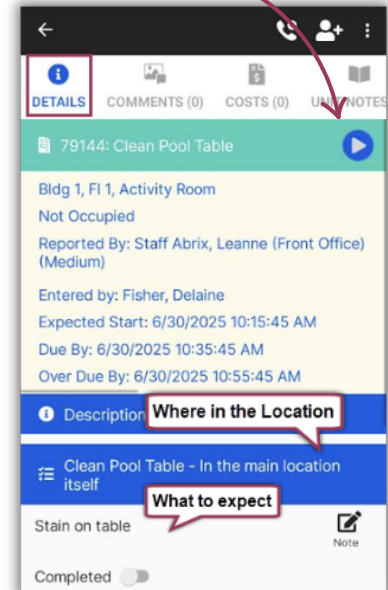 DETAILS
COMMENTS (0)
COSTS (0)
UNIT NOTES
79144: Clean Pool Table
Bldg 1, Fl 1, Activity Room
Not Occupied
Reported By: Staff Abrix, Leanne (Front Office)
(Medium)
Entered by: Fisher, Delaine
Expected Start: 6/30/2025 10:15:45 AM
Due By: 6/30/2025 10:35:45 AM
Over Due By: 6/30/2025 10:55:45 AM
Description
Where in the Location
Clean Pool Table - In the main location
itself
What to expect
Stain on table
Note
Completed